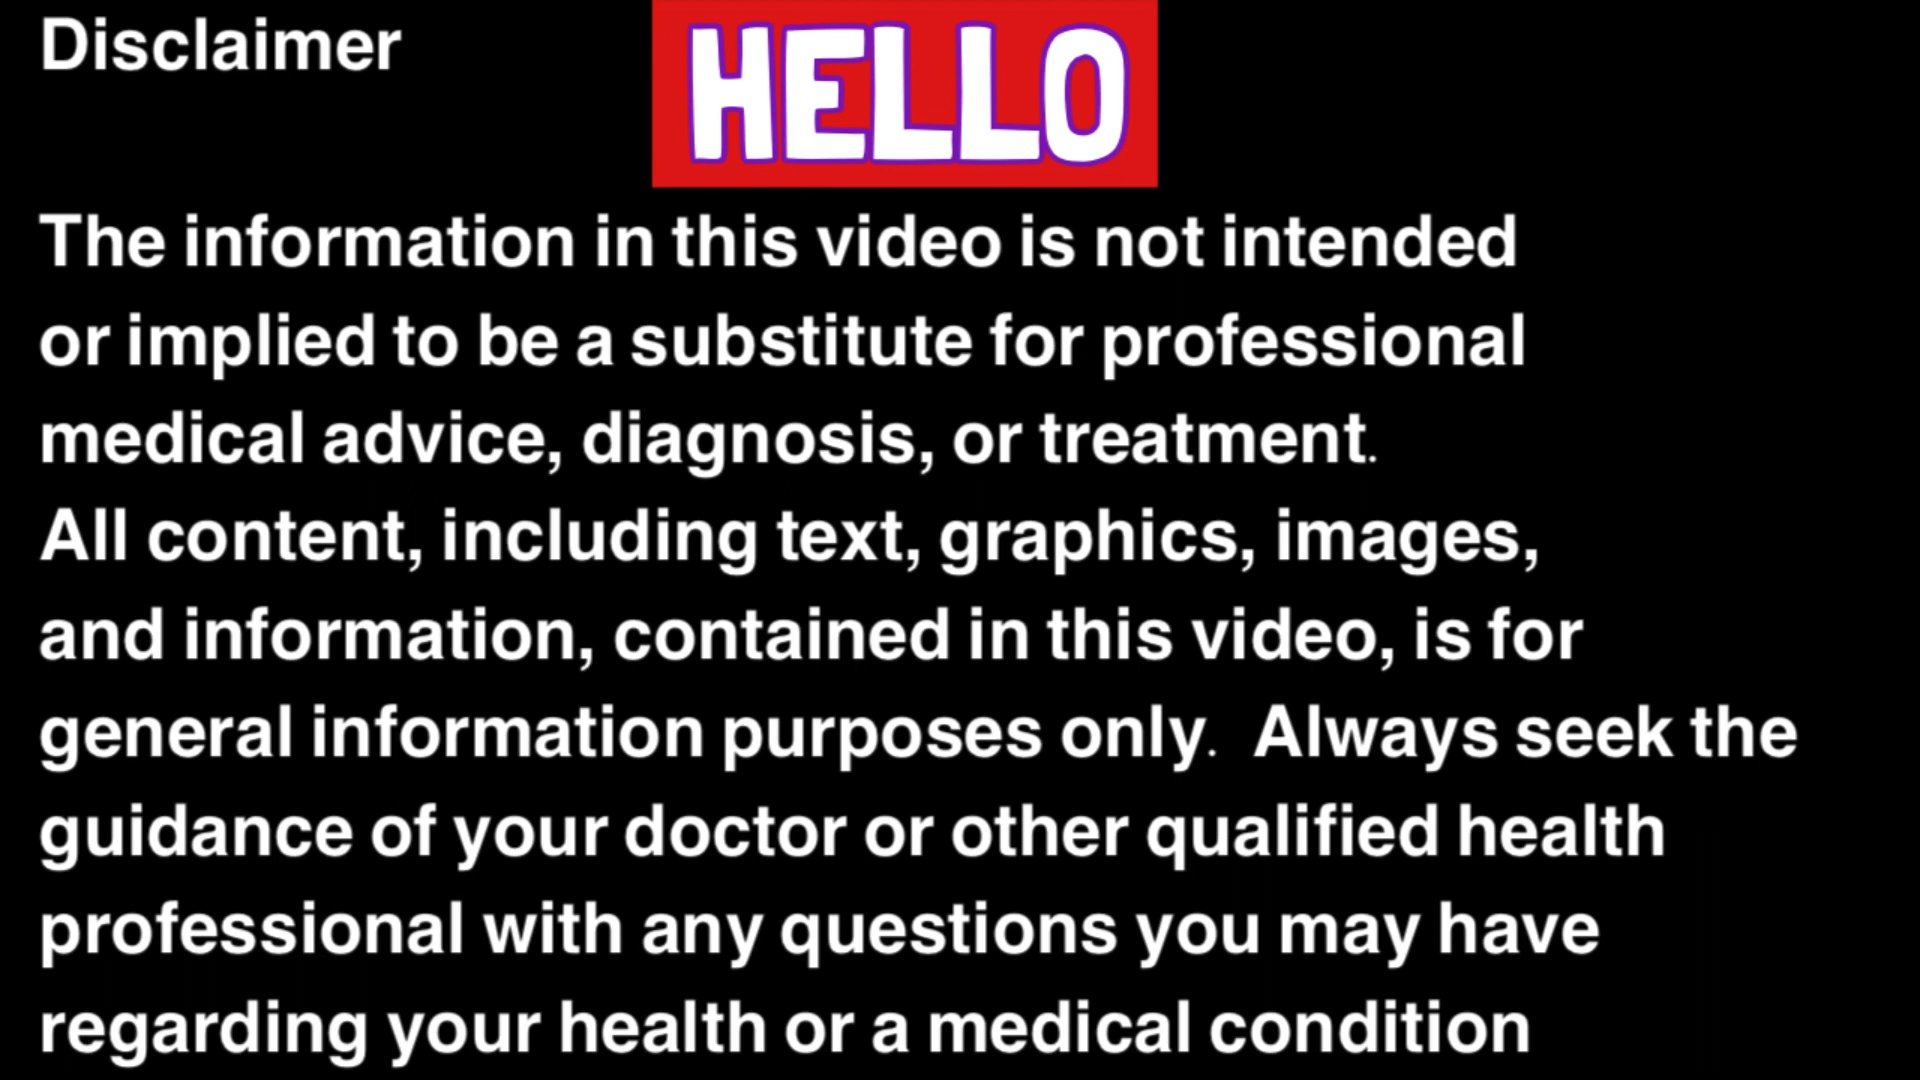 Disclaimer
HELLO
The information in this video is not intended
or implied to be a substitute for professional
medical advice, diagnosis, or treatment.
All content, including text, graphics, images,
and information, contained in this video, is for
general information purposes only.  Always seek the
guidance of your doctor or other qualified health
professional with any questions you may have
regarding your health or a medical condition